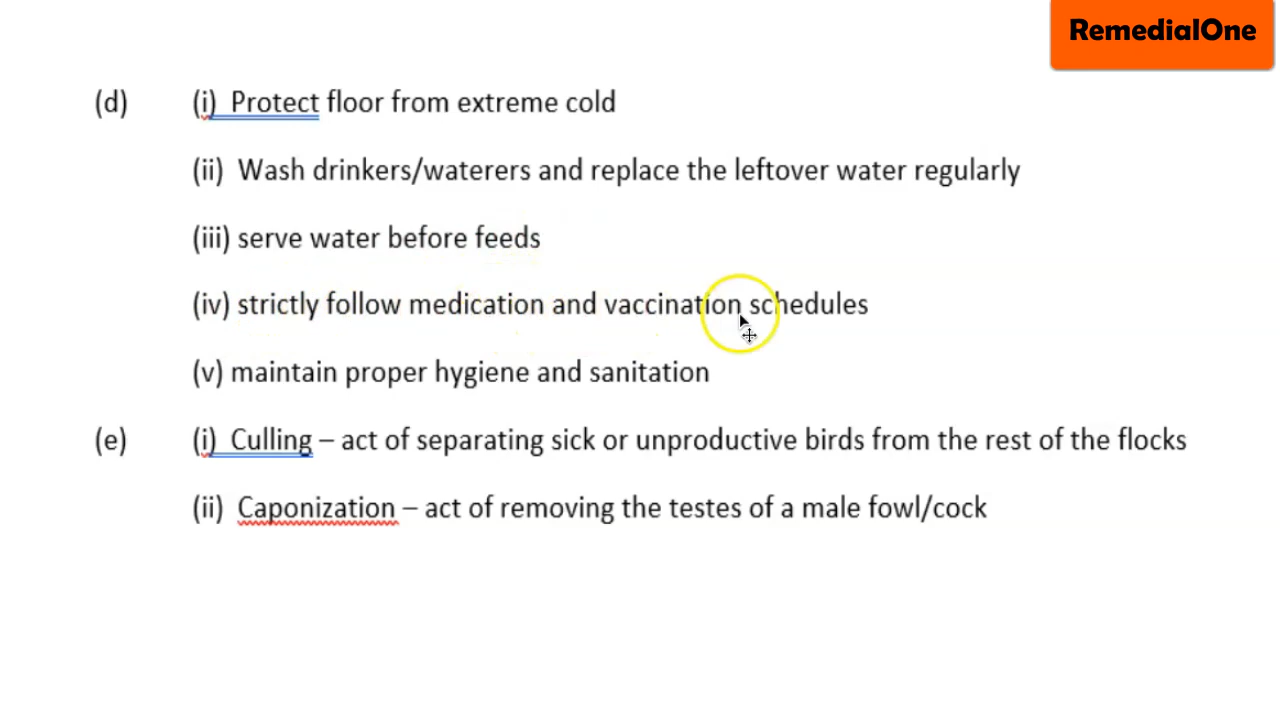 RemedialOne
(d) (i) Protect floor from extreme cold
(ii) Wash drinkers/waterers and replace the leftover water regularly
(iii) serve water before feeds
(iv) strictly follow medication and vaccination schedules
(v) maintain proper hygiene and sanitation
(e) (i) Culling – act of separating sick or unproductive birds from the rest of the flocks
(ii) Caponization – act of removing the testes of a male fowl/cock